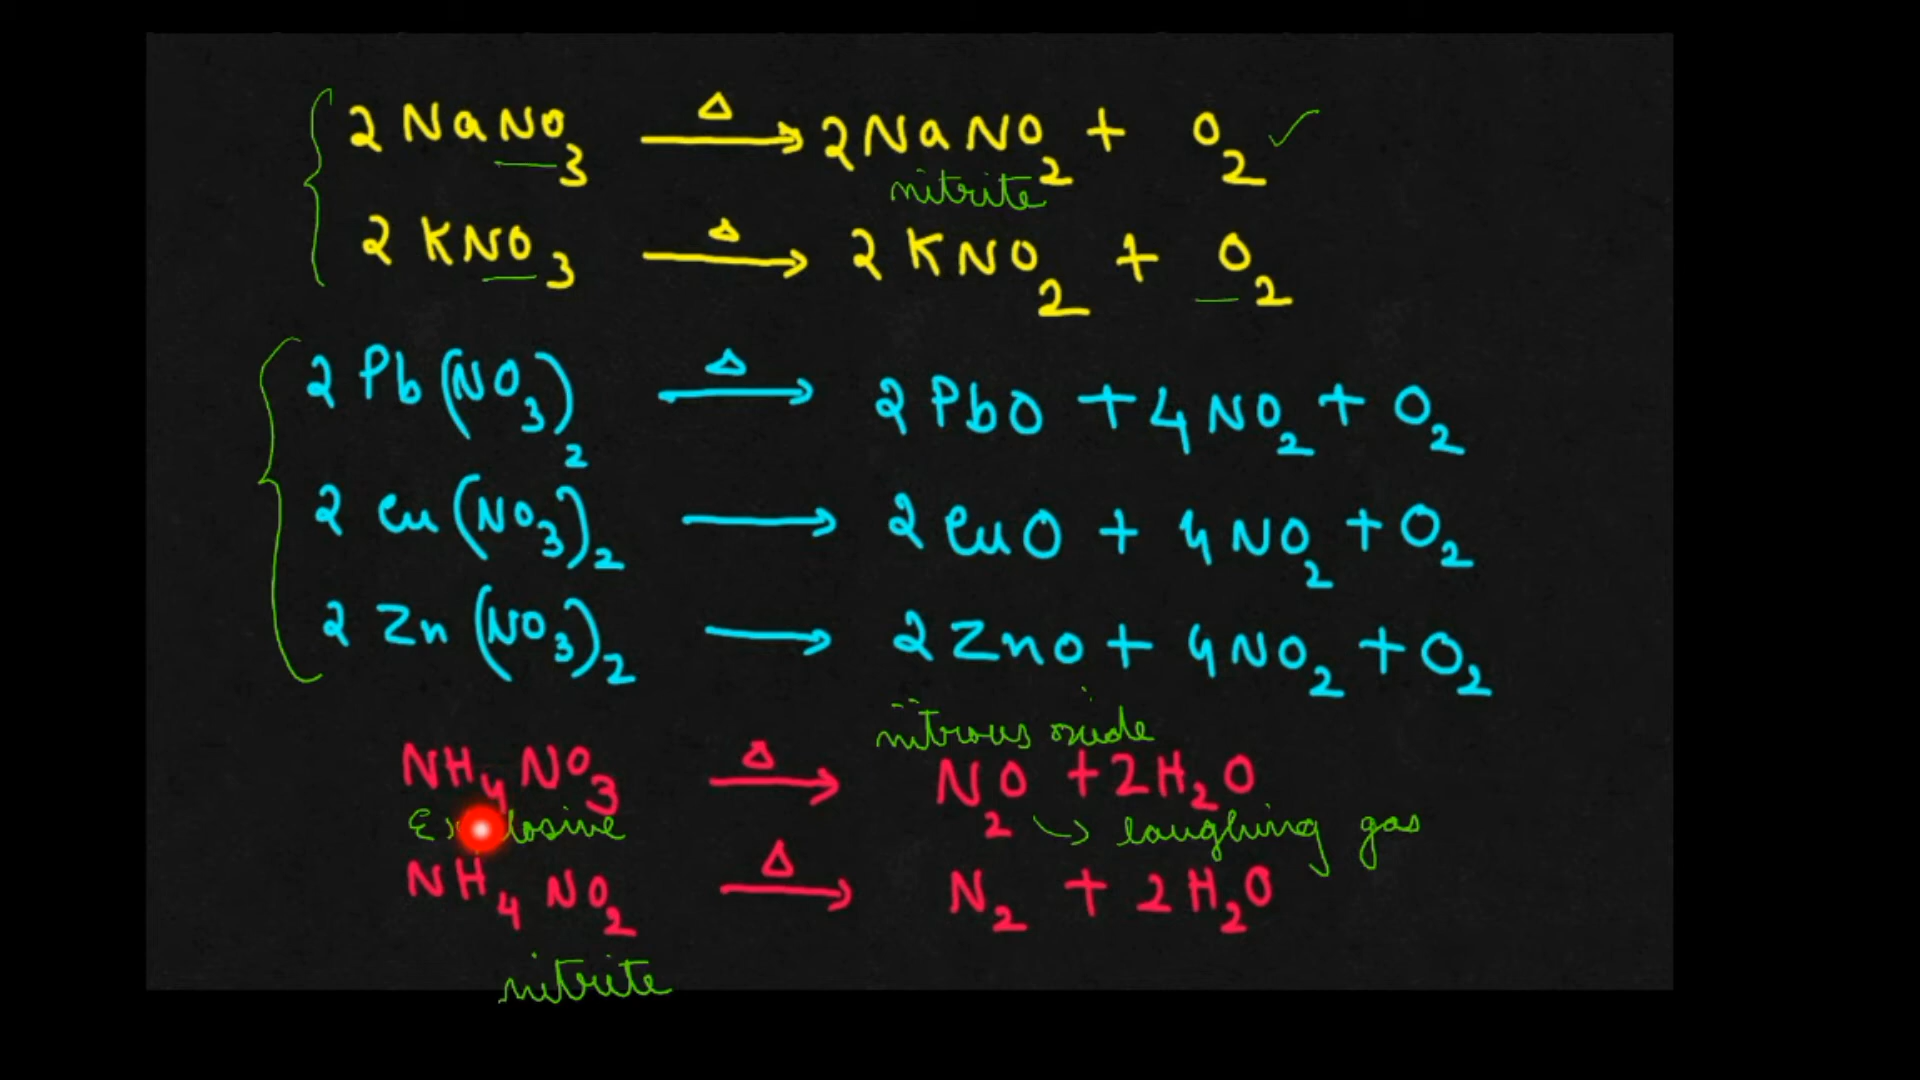 2NaNO₃ —Δ→ 2NaNO₂ + O₂ ✓
nitrite
2KNO₃ —Δ→ 2KNO₂ + O₂
2Pb(NO₃)₂ —Δ→ 2PbO + 4NO₂ + O₂
2Cu(NO₃)₂ → 2CuO + 4NO₂ + O₂
2Zn(NO₃)₂ → 2ZnO + 4NO₂ + O₂
nitrous oxide
NH₄NO₃ —Δ→ N₂O + 2H₂O
Explosive → laughing gas
NH₄NO₂ —Δ→ N₂ + 2H₂O
nitrite